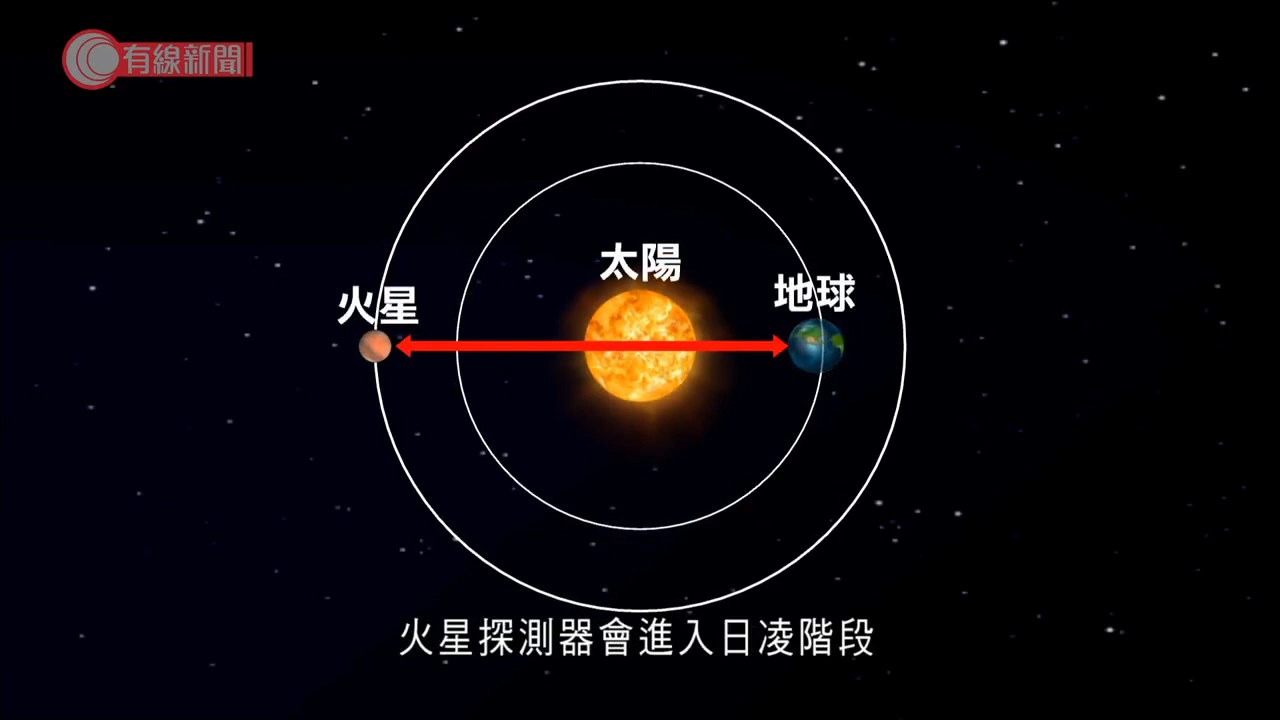 有線新聞
太陽
地球
火星
火星探測器會進入日凌階段